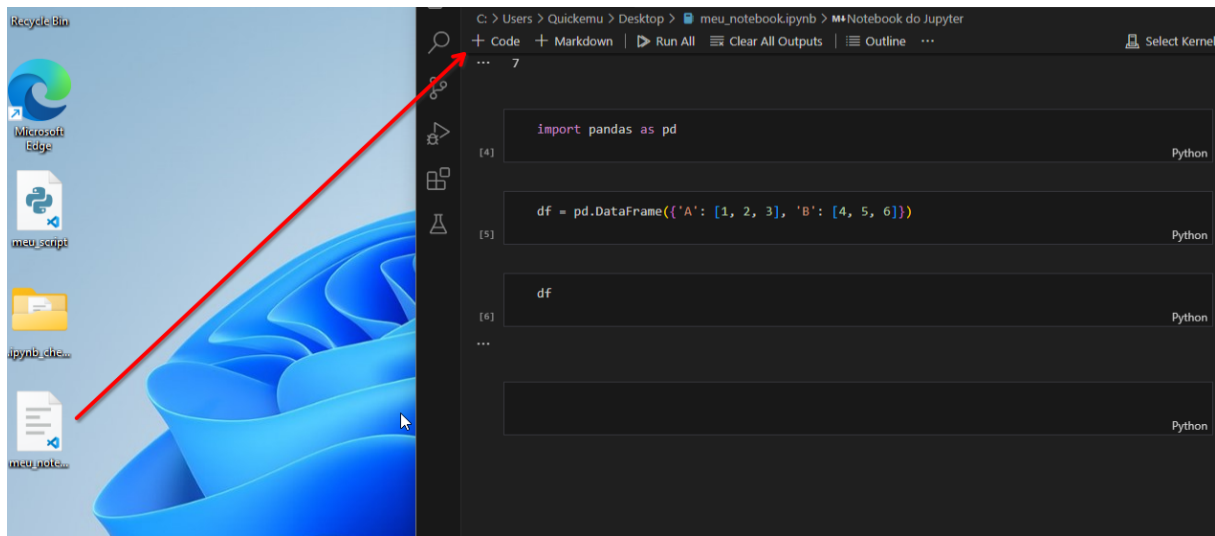 Recycle Bin
Microsoft
Edge
meu_script
.ipynb_che...
meu_note...
C: > Users > Quickemu > Desktop > meu_notebook.ipynb > M↓Notebook do Jupyter
+ Code + Markdown | Run All Clear All Outputs | Outline ...
Select Kernel
... 7
import pandas as pd
[4] Python
df = pd.DataFrame({'A': [1, 2, 3], 'B': [4, 5, 6]})
[5] Python
df
[6] Python
...
Python